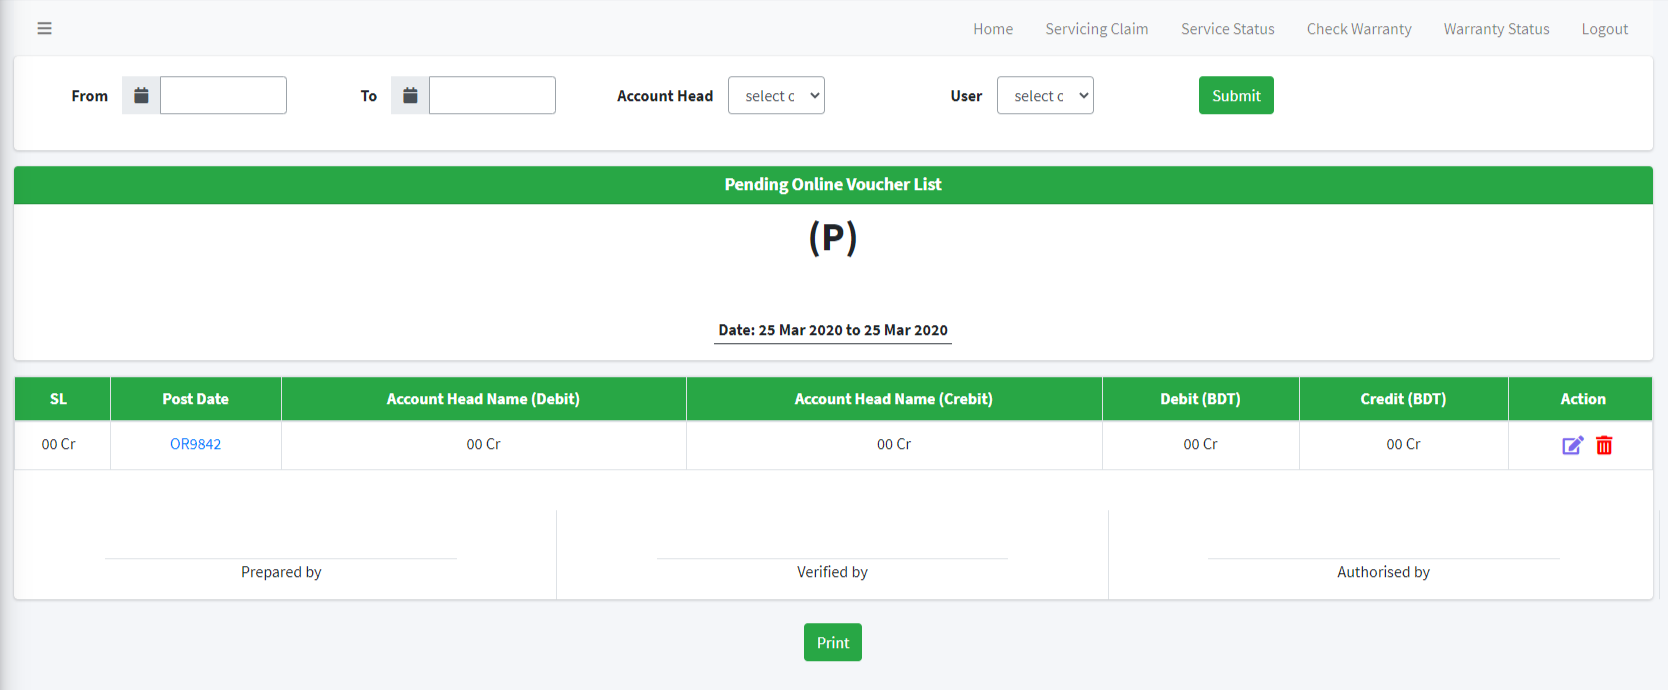 Home Servicing Claim Service Status Check Warranty Warranty Status Logout
From To Account Head select c User select c Submit
Pending Online Voucher List
(P)
Date: 25 Mar 2020 to 25 Mar 2020
SL Post Date Account Head Name (Debit) Account Head Name (Crebit) Debit (BDT) Credit (BDT) Action
00 Cr OR9842 00 Cr 00 Cr 00 Cr 00 Cr
Prepared by Verified by Authorised by
Print